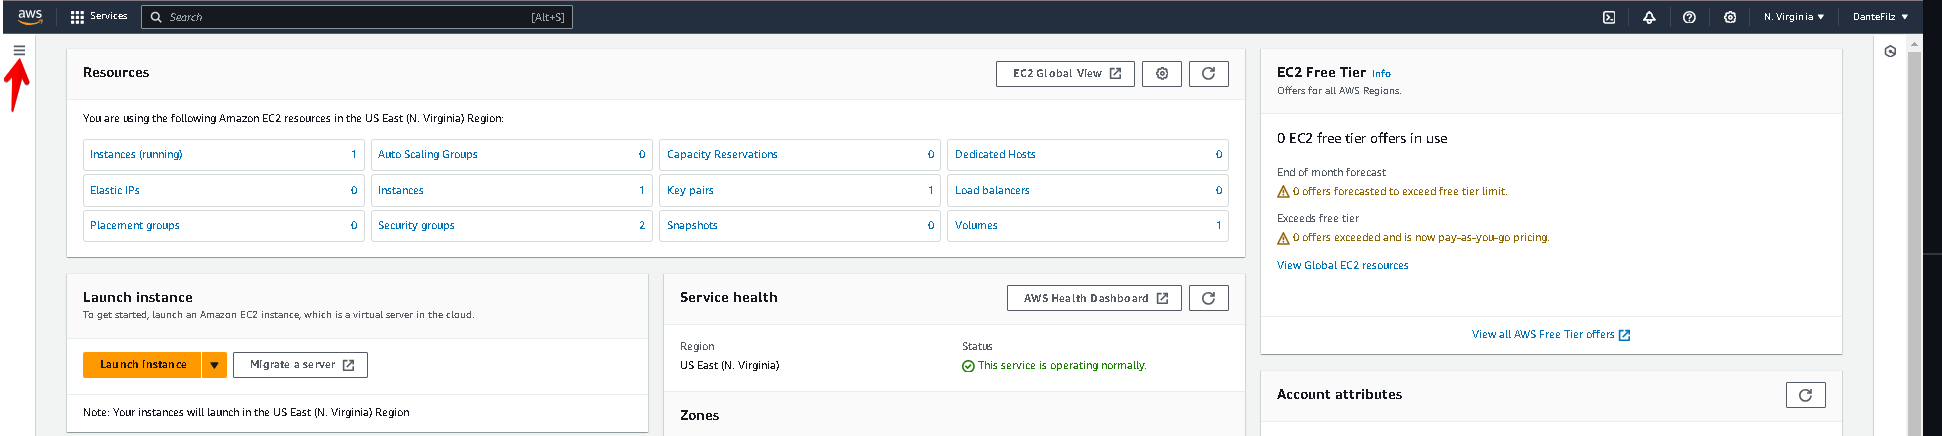 aws Services Search [Alt+S] N. Virginia DanteFilz
Resources
EC2 Global View
You are using the following Amazon EC2 resources in the US East (N. Virginia) Region:
Instances (running) 1 Auto Scaling Groups 0 Capacity Reservations 0 Dedicated Hosts 0
Elastic IPs 0 Instances 1 Key pairs 1 Load balancers 0
Placement groups 0 Security groups 2 Snapshots 0 Volumes 1
Launch instance
To get started, launch an Amazon EC2 instance, which is a virtual server in the cloud.
Launch instance Migrate a server
Note: Your instances will launch in the US East (N. Virginia) Region
Service health
AWS Health Dashboard
Region Status
US East (N. Virginia) This service is operating normally.
Zones
EC2 Free Tier Info
Offers for all AWS Regions.
0 EC2 free tier offers in use
End of month forecast
0 offers forecasted to exceed free tier limit.
Exceeds free tier
0 offers exceeded and is now pay-as-you-go pricing.
View Global EC2 resources
View all AWS Free Tier offers
Account attributes